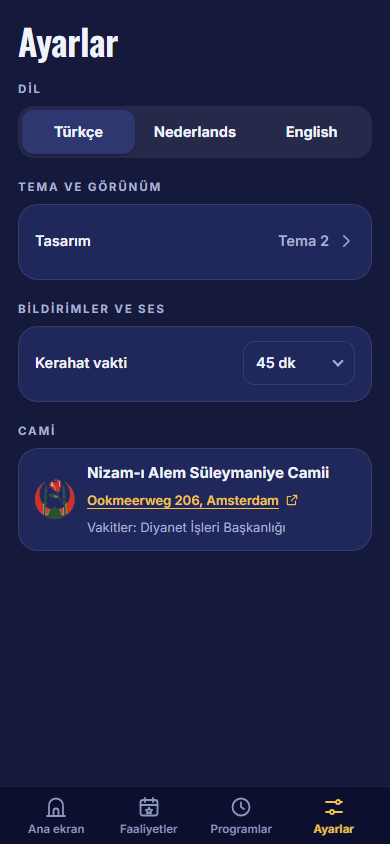 Ayarlar
DİL
Türkçe
Nederlands
English
TEMA VE GÖRÜNÜM
Tasarım
Tema 2
BİLDİRİMLER VE SES
Kerahat vakti
45 dk
CAMİ
Nizam-ı Alem Süleymaniye Camii
Ookmeerweg 206, Amsterdam
Vakitler: Diyanet İşleri Başkanlığı
Ana ekran
Faaliyetler
Programlar
Ayarlar